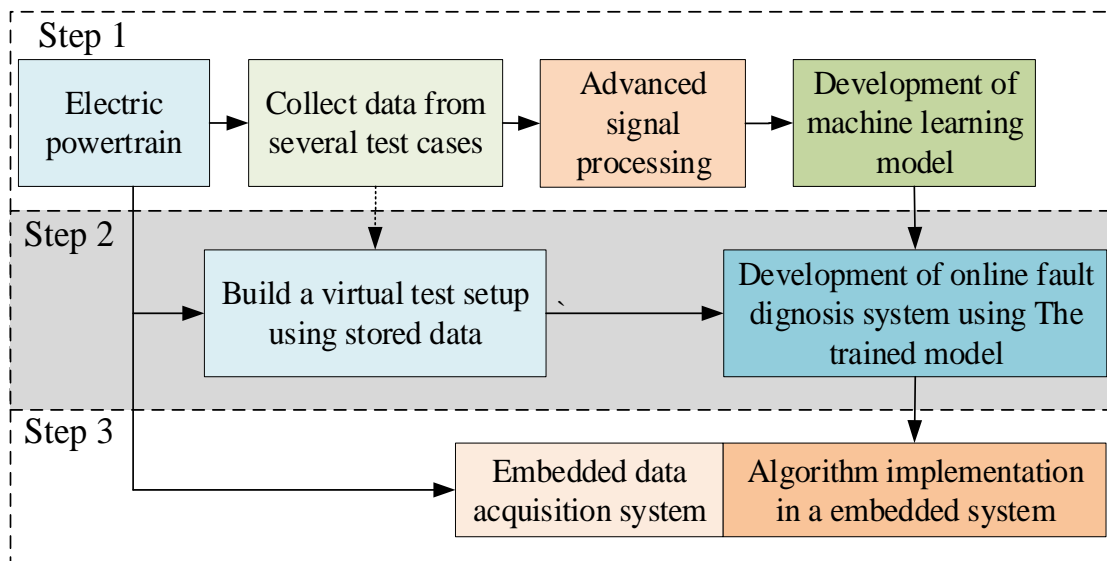 Step 1
Electric
powertrain
Collect data from
several test cases
Advanced
signal
processing
Development of
machine learning
model
Step 2
Build a virtual test setup
using stored data
`
Development of online fault
dignosis system using The
trained model
Step 3
Embedded data
acquisition system
Algorithm implementation
in a embedded system